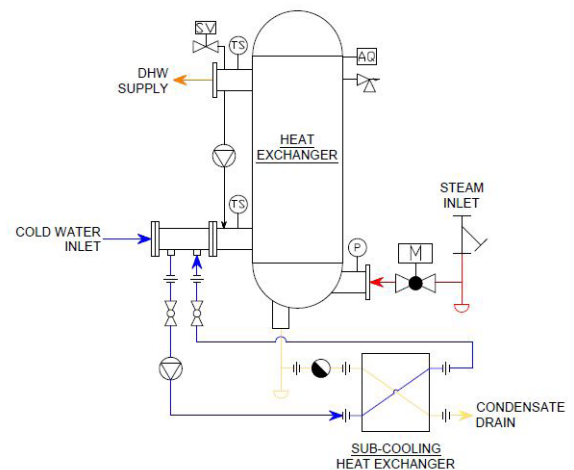 SV
TS
AQ
DHW
SUPPLY
HEAT
EXCHANGER
STEAM
INLET
TS
COLD WATER
INLET
P
M
CONDENSATE
DRAIN
SUB-COOLING
HEAT EXCHANGER